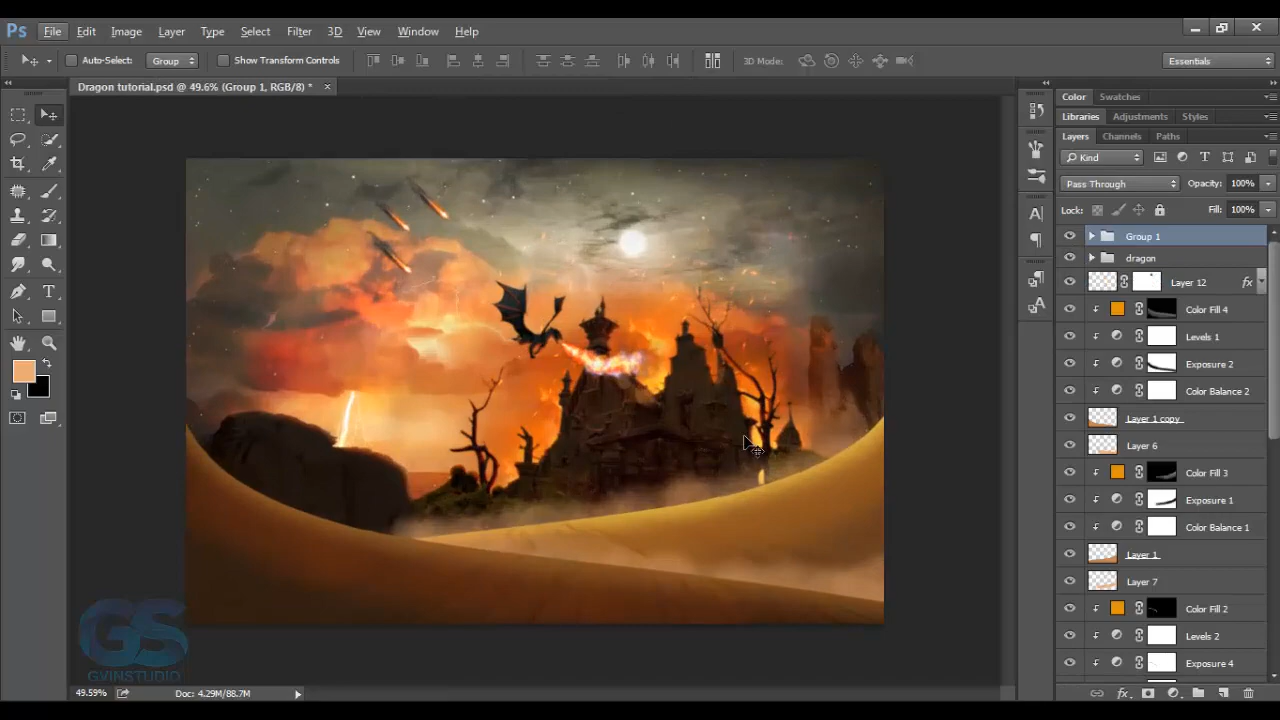 Ps File Edit Image Layer Type Select Filter 3D View Window Help
Auto-Select: Group Show Transform Controls 3D Mode: Essentials
Dragon tutorial.psd @ 49.6% (Group 1, RGB/8) *
Color Swatches
Libraries Adjustments Styles
Layers Channels Paths
Kind
Pass Through Opacity: 100%
Lock: Fill: 100%
Group 1
dragon
Layer 12 fx
Color Fill 4
Levels 1
Exposure 2
Color Balance 2
Layer 1 copy
Layer 6
Color Fill 3
Exposure 1
Color Balance 1
Layer 1
Layer 7
Color Fill 2
Levels 2
Exposure 4
GS
GVINSTUDIO
49.59% Doc: 4.29M/88.7M